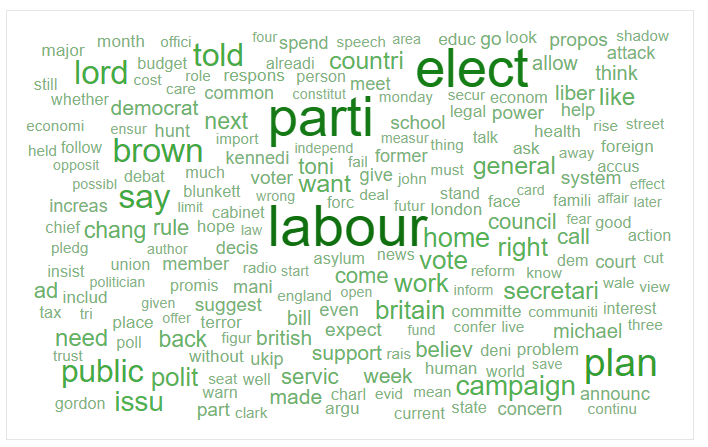 major month offici told four spend speech area educ go look propos shadow
lord budget alreadi countri elect allow attack
still cost role respons person meet think
whether care common constitut monday secur econom liber like
democrat parti legal power help
economi ensur hunt next import school measur health rise street
held follow brown independ thing talk ask away foreign
opposit kennedi toni fail former general accus
possibl debat much voter want give john must system effect
say blunkett wrong forc deal stand card famili affair later
increas limit cabinet futur london face council fear good
chief chang rule hope law labour home right call action
pledg author decis asylum news vote dem court cut
insist union member radio start come reform know
politician promis mani work inform secretari wale view
ad includ given suggest england open britain committe communiti interest
tax tri place offer terror bill even confer live michael three
need poll back figur british expect fund
trust without ukip support rais believ deni problem plan
public polit seat well servic week human world save
issu warn made charl evid mean campaign announc
gordon part clark argu current state concern continu